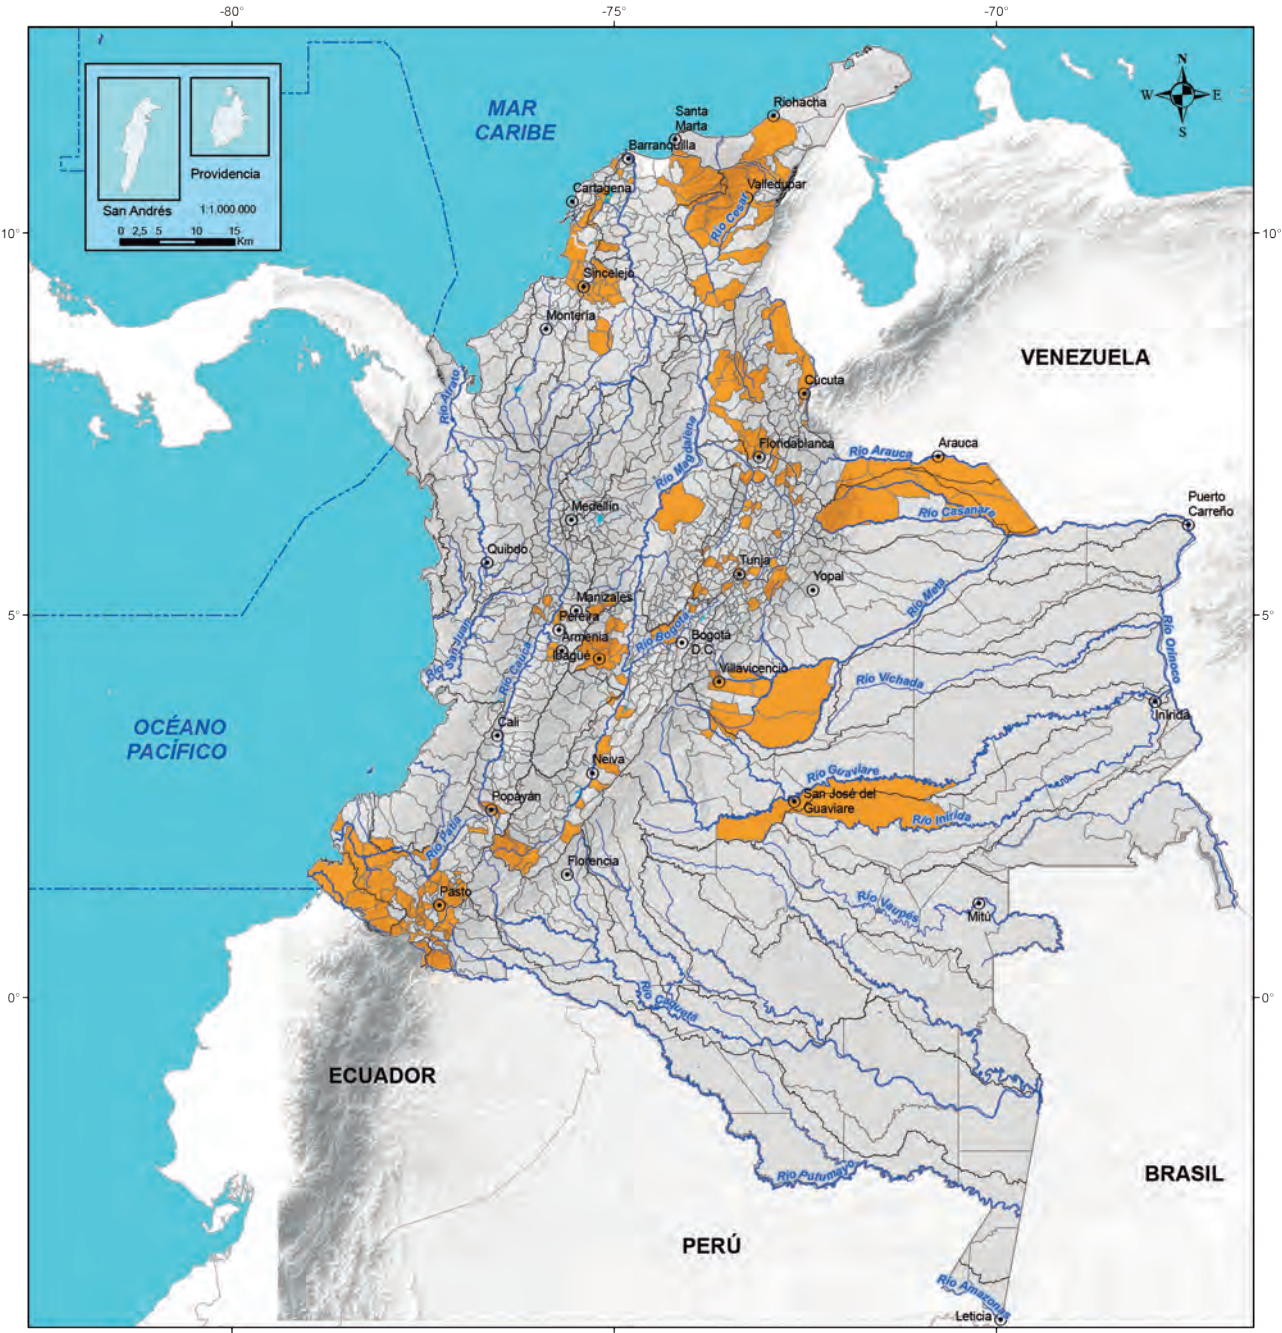 -80°
-75°
-70°
10°
5°
0°
10°
5°
0°
San Andrés
Providencia
1:1.000.000
0 2,5 5 10 15
Km
N
W
E
S
MAR
CARIBE
Santa
Marta
Riohacha
Barranquilla
Cartagena
Valledupar
Río Cesar
Sincelejo
Montería
VENEZUELA
Cúcuta
Río Atrato
Río Magdalena
Floridablanca
Río Arauca
Arauca
Río Casanare
Puerto
Carreño
Medellín
Quibdo
Tunja
Yopal
Río Meta
Manizales
Pereira
Armenia
Ibagué
Río Bogotá
Bogotá
D.C.
Río
San Juan
Río Cauca
Villavicencio
Río Vichada
Río Orinoco
Inírida
OCÉANO
PACÍFICO
Cali
Neiva
Río Guaviare
San José del
Guaviare
Río Inírida
Popayán
Río Patía
Florencia
Pasto
Río Vaupés
Mitú
Río
Caquetá
ECUADOR
Río Putumayo
BRASIL
PERÚ
Río Amazonas
Leticia